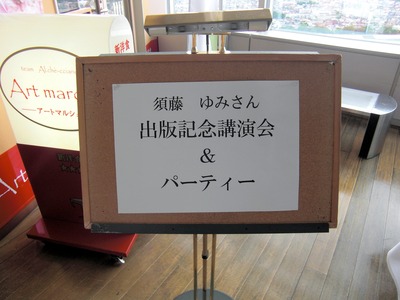 須藤　ゆみさん
出版記念講演会
&
パーティー
Art marc
アートマルシ
Art